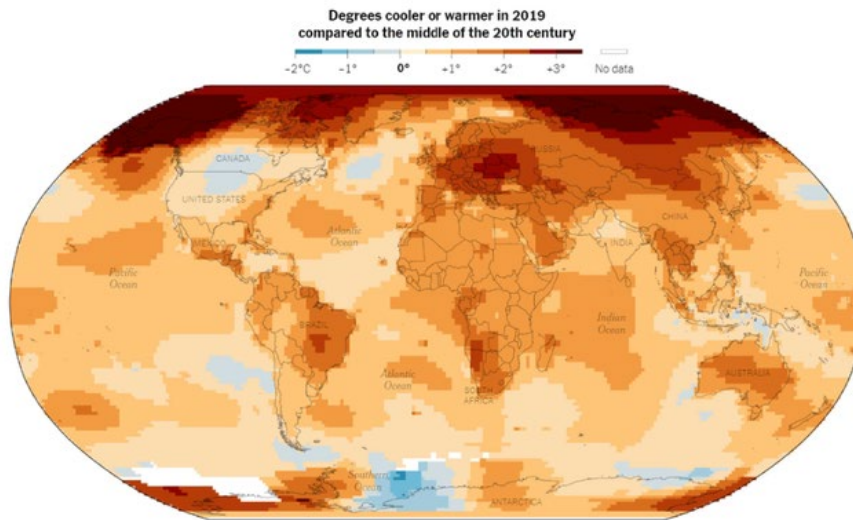 Degrees cooler or warmer in 2019
compared to the middle of the 20th century
–2°C –1° 0° +1° +2° +3° No data
RUSSIA
CANADA
UNITED STATES
CHINA
Atlantic
Ocean
INDIA
MEXICO
Pacific
Ocean
Pacific
Ocean
Indian
Ocean
BRAZIL
Atlantic
Ocean
AUSTRALIA
SOUTH
AFRICA
Southern
Ocean
ANTARCTICA